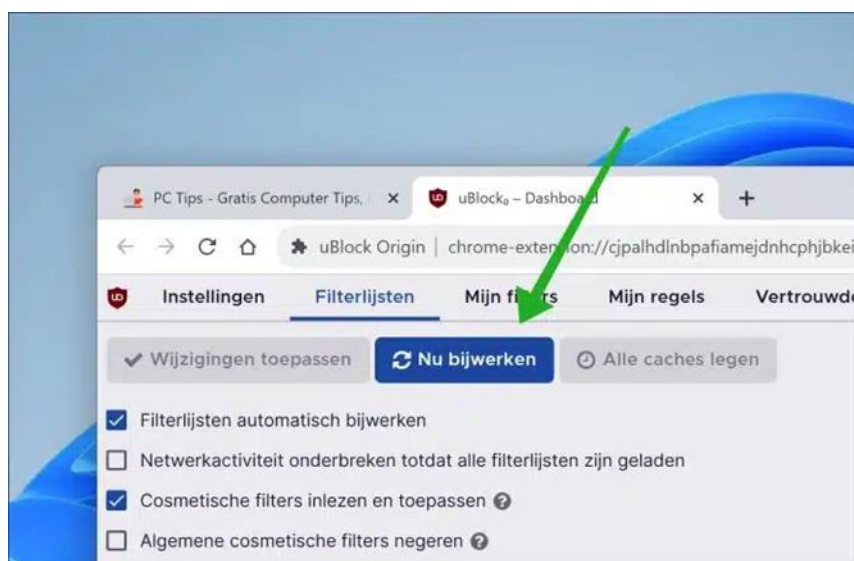 PC Tips - Gratis Computer Tips,
uBlock₀ – Dashboard
uBlock Origin | chrome-extension://cjpalhdlnbpafiamejdnhcphjbkei
Instellingen Filterlijsten Mijn filters Mijn regels Vertrouwde
Wijzigingen toepassen Nu bijwerken Alle caches legen
Filterlijsten automatisch bijwerken
Netwerkactiviteit onderbreken totdat alle filterlijsten zijn geladen
Cosmetische filters inlezen en toepassen
Algemene cosmetische filters negeren